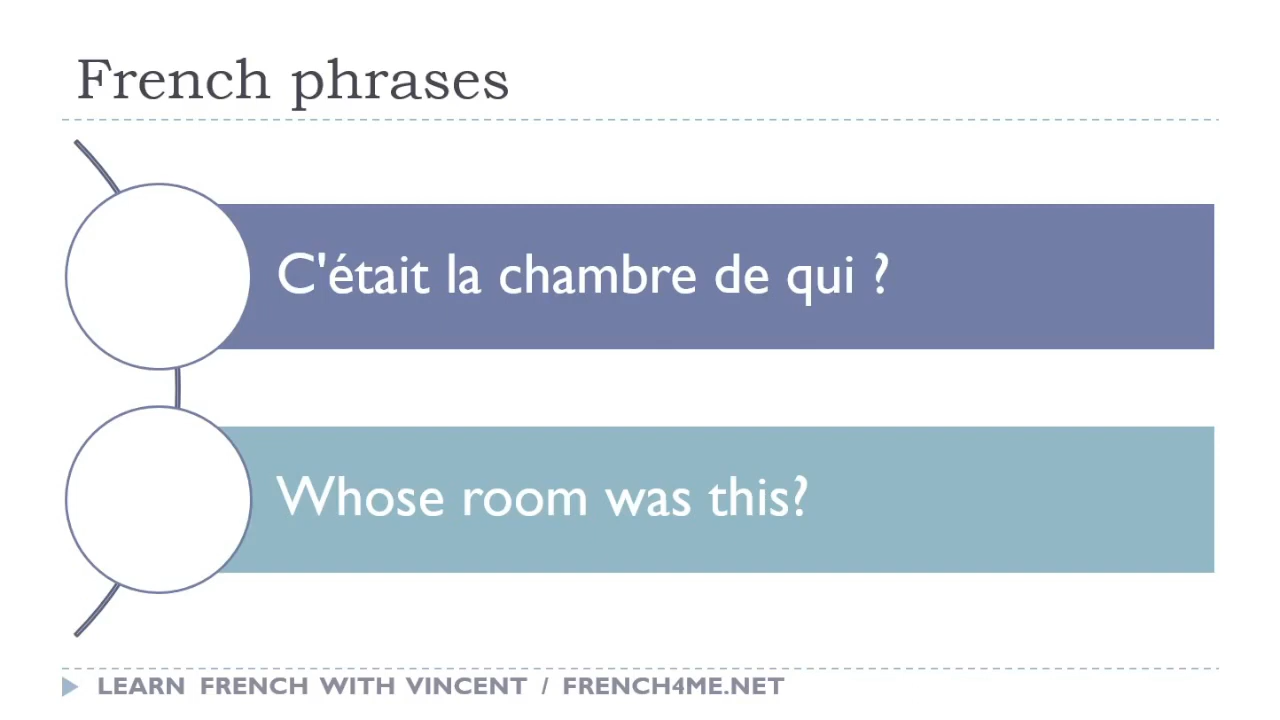 French phrases
C'était la chambre de qui ?
Whose room was this?
LEARN FRENCH WITH VINCENT / FRENCH4ME.NET